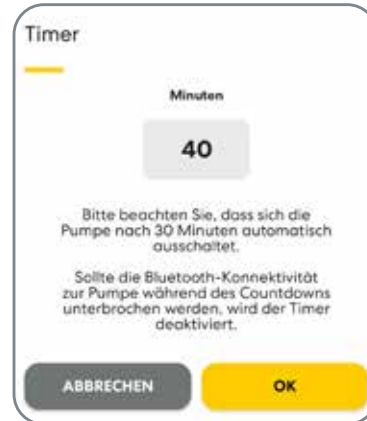 Timer
Minuten
40
Bitte beachten Sie, dass sich die
Pumpe nach 30 Minuten automatisch
ausschaltet.
Sollte die Bluetooth-Konnektivität
zur Pumpe während des Countdowns
unterbrochen werden, wird der Timer
deaktiviert.
ABBRECHEN OK